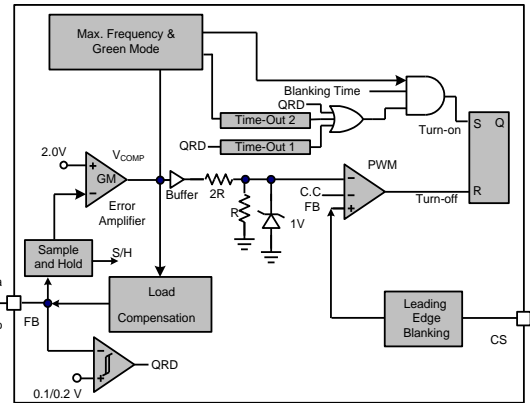 Max. Frequency &
Green Mode
Blanking Time
QRD
Time-Out 2
QRD
Time-Out 1
S
Q
R
Turn-on
Turn-off
2.0V
+
GM
-
VCOMP
Error
Amplifier
Buffer
2R
R
1V
PWM
-
C.C
-
FB
+
Sample
and Hold
S/H
Load
Compensation
Leading
Edge
Blanking
CS
FB
-
+
QRD
0.1/0.2 V